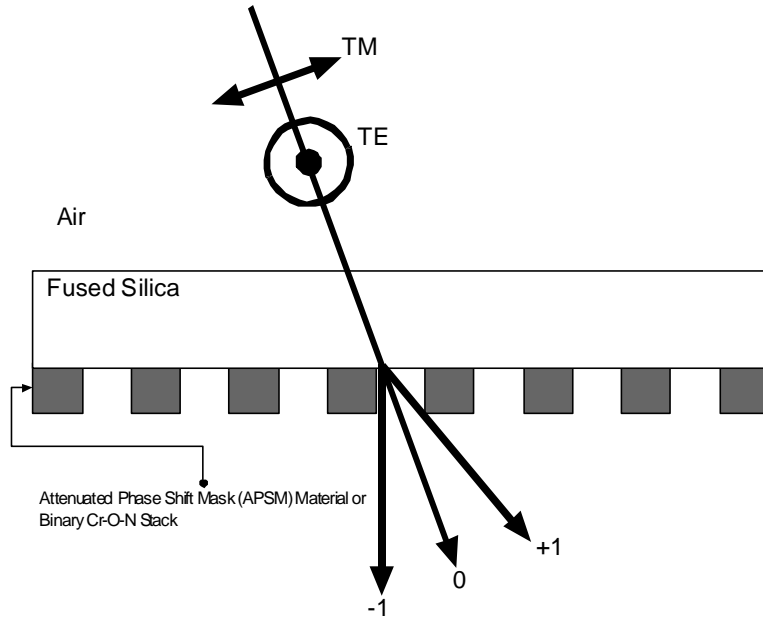 TM
TE
Air
Fused Silica
Attenuated Phase Shift Mask (APSM) Material or
Binary Cr-O-N Stack
+1
0
-1